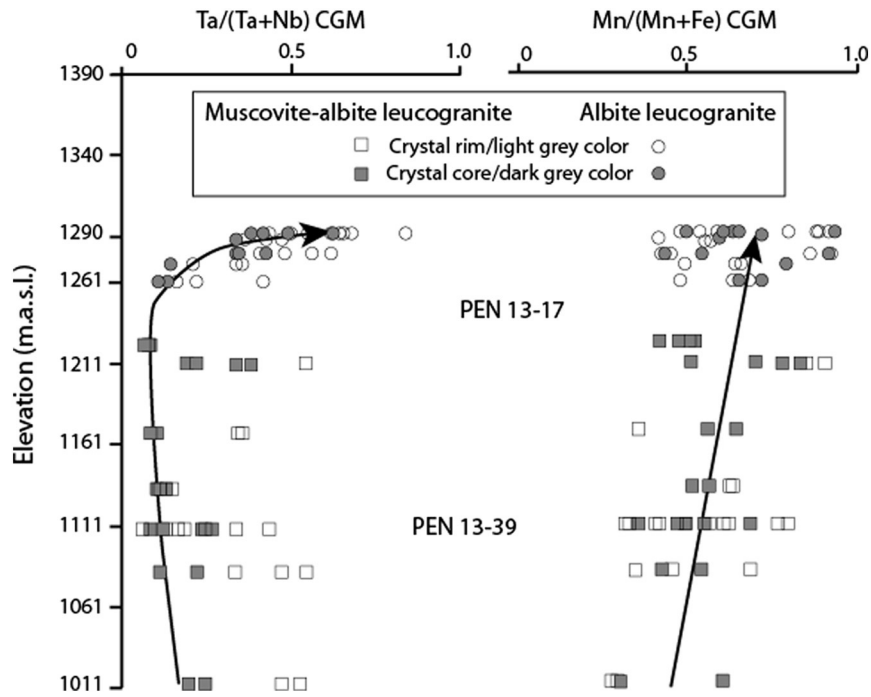 Ta/(Ta+Nb) CGM Mn/(Mn+Fe) CGM
0 0.5 1.0 0 0.5 1.0
1390
Muscovite-albite leucogranite Albite leucogranite
Crystal rim/light grey color
Crystal core/dark grey color
1340
1290
1261
PEN 13-17
1211
1161
1111
PEN 13-39
1061
1011
Elevation (m.a.s.l.)